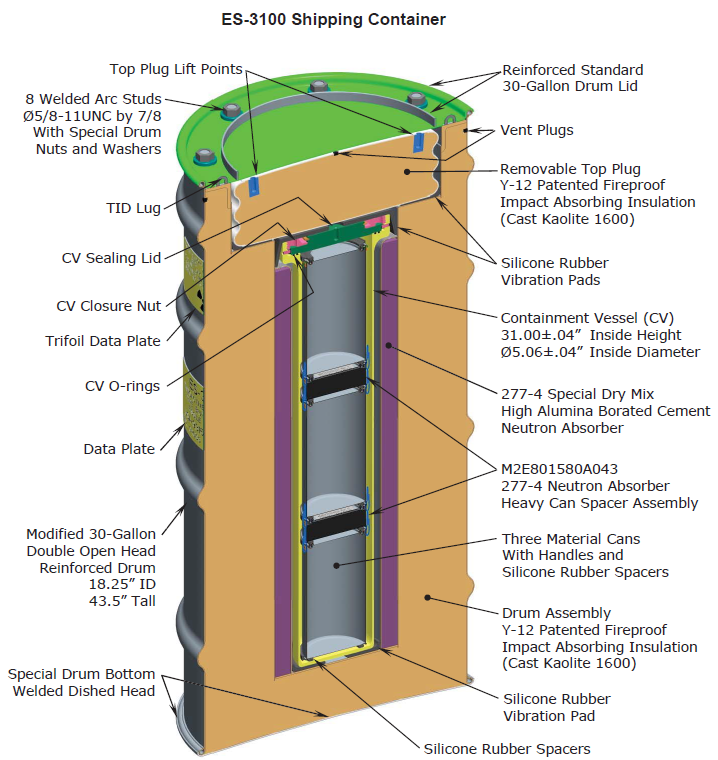 ES-3100 Shipping Container
Top Plug Lift Points
8 Welded Arc Studs
Ø5/8-11UNC by 7/8
With Special Drum
Nuts and Washers
TID Lug
CV Sealing Lid
CV Closure Nut
Trifoil Data Plate
CV O-rings
Data Plate
Modified 30-Gallon
Double Open Head
Reinforced Drum
18.25” ID
43.5” Tall
Special Drum Bottom
Welded Dished Head
Reinforced Standard
30-Gallon Drum Lid
Vent Plugs
Removable Top Plug
Y-12 Patented Fireproof
Impact Absorbing Insulation
(Cast Kaolite 1600)
Silicone Rubber
Vibration Pads
Containment Vessel (CV)
31.00±.04” Inside Height
Ø5.06±.04” Inside Diameter
277-4 Special Dry Mix
High Alumina Borated Cement
Neutron Absorber
M2E801580A043
277-4 Neutron Absorber
Heavy Can Spacer Assembly
Three Material Cans
With Handles and
Silicone Rubber Spacers
Drum Assembly
Y-12 Patented Fireproof
Impact Absorbing Insulation
(Cast Kaolite 1600)
Silicone Rubber
Vibration Pad
Silicone Rubber Spacers